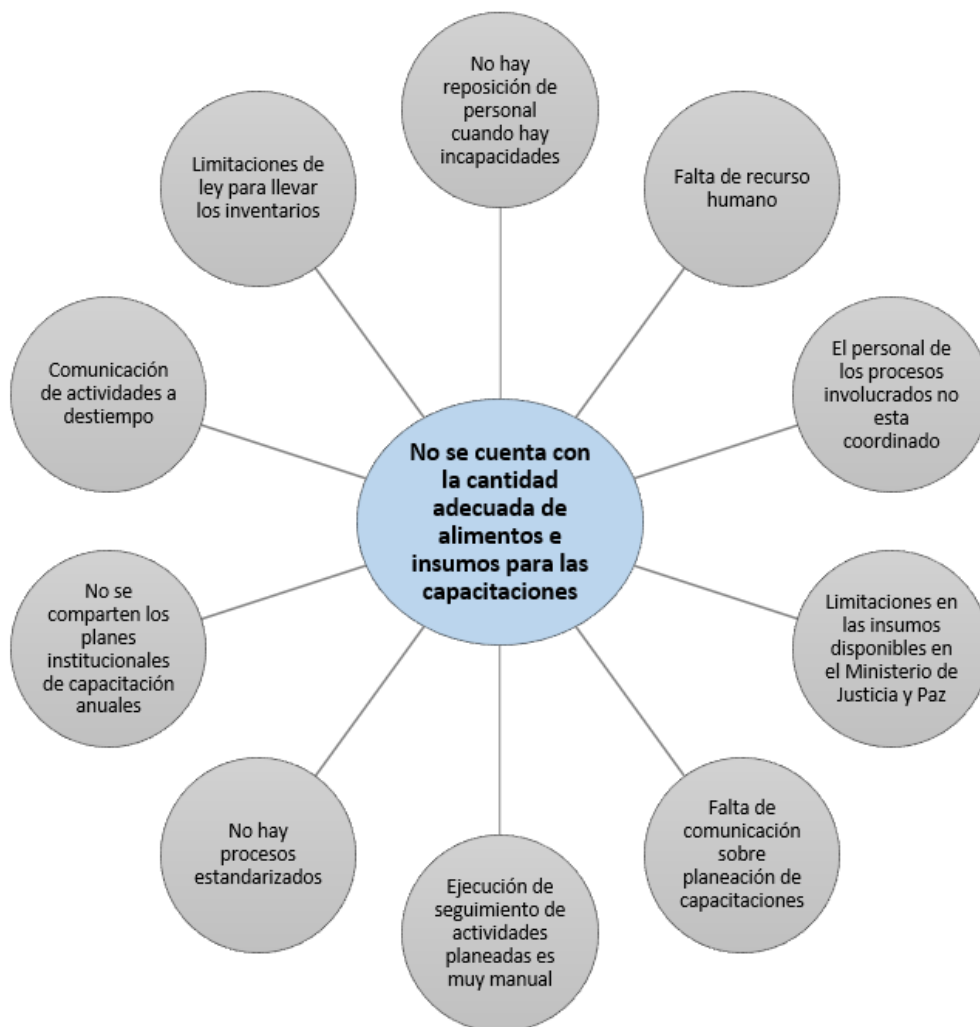 No hay
reposición de
personal
cuando hay
incapacidades
Falta de recurso
humano
El personal de
los procesos
involucrados no
esta
coordinado
Limitaciones en
las insumos
disponibles en
el Ministerio de
Justicia y Paz
Falta de
comunicación
sobre
planeación de
capacitaciones
Ejecución de
seguimiento de
actividades
planeadas es
muy manual
No hay
procesos
estandarizados
No se
comparten los
planes
institucionales
de capacitación
anuales
Comunicación
de actividades a
destiempo
Limitaciones de
ley para llevar
los inventarios
No se cuenta con
la cantidad
adecuada de
alimentos e
insumos para las
capacitaciones